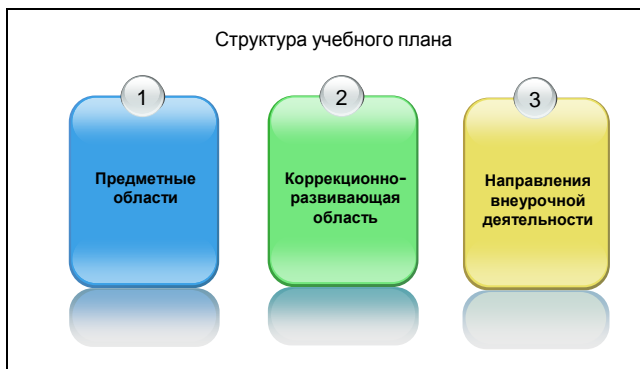 Структура учебного плана
1
Предметные
области
2
Коррекционно-
развивающая
область
3
Направления
внеурочной
деятельности